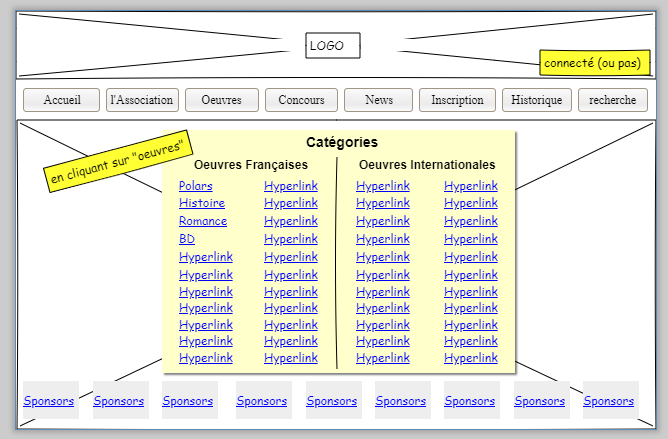 LOGO
connecté (ou pas)
Accueil l'Association Oeuvres Concours News Inscription Historique recherche
en cliquant sur "oeuvres"
Catégories
Oeuvres Françaises Oeuvres Internationales
Polars Hyperlink Hyperlink Hyperlink
Histoire Hyperlink Hyperlink Hyperlink
Romance Hyperlink Hyperlink Hyperlink
BD Hyperlink Hyperlink Hyperlink
Hyperlink Hyperlink Hyperlink Hyperlink
Hyperlink Hyperlink Hyperlink Hyperlink
Hyperlink Hyperlink Hyperlink Hyperlink
Hyperlink Hyperlink Hyperlink Hyperlink
Hyperlink Hyperlink Hyperlink Hyperlink
Hyperlink Hyperlink Hyperlink Hyperlink
Hyperlink Hyperlink Hyperlink Hyperlink
Sponsors Sponsors Sponsors Sponsors Sponsors Sponsors Sponsors Sponsors Sponsors